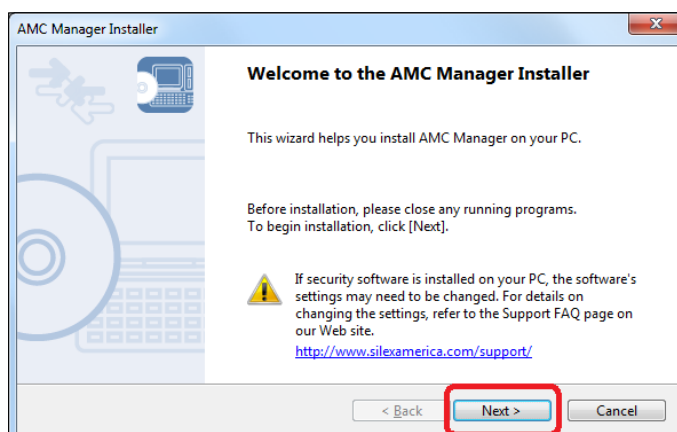 AMC Manager Installer
Welcome to the AMC Manager Installer
This wizard helps you install AMC Manager on your PC.
Before installation, please close any running programs.
To begin installation, click [Next].
If security software is installed on your PC, the software's
settings may need to be changed. For details on
changing the settings, refer to the Support FAQ page on
our Web site.
http://www.silexamerica.com/support/
< Back
Next >
Cancel